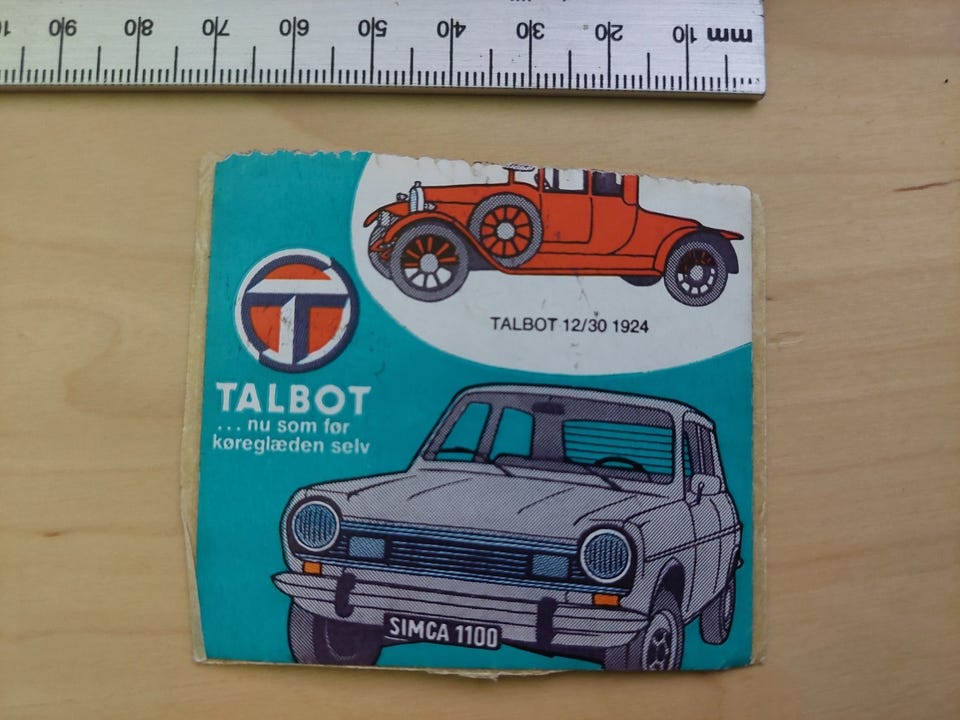 mm 10 20 30 40 50 60 70 80 90
TALBOT 12/30 1924
T
TALBOT
... nu som før
køreglæden selv
SIMCA 1100